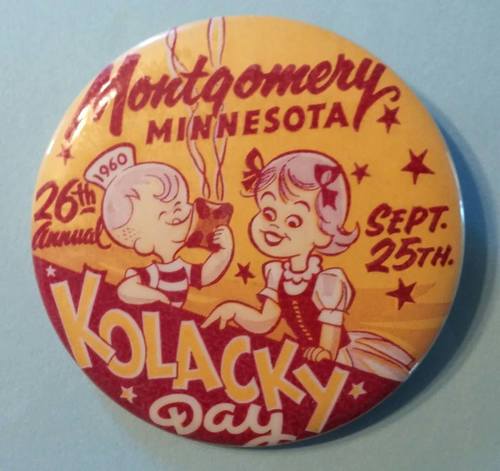 Montgomery
MINNESOTA
1960
26th
Annual
SEPT.
25TH.
KOLACKY
Day